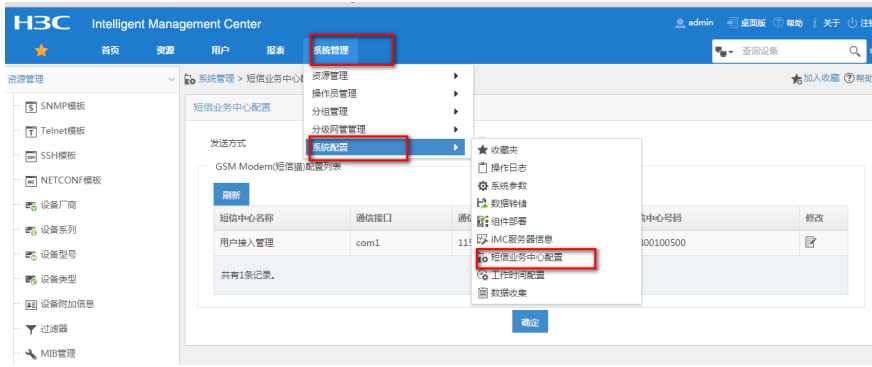 H3C Intelligent Management Center
admin 桌面版 帮助 关于
首页 资源 用户 报表 系统管理
查询设备
资源管理
系统管理 > 短信业务中心
加入收藏 帮助
SNMP模板
Telnet模板
SSH模板
NETCONF模板
设备厂商
设备系列
设备型号
设备类型
设备附加信息
过滤器
MIB管理
短信业务中心配置
发送方式
GSM Modem(短信猫)配置列表
刷新
短信中心名称 通信接口 中心号码 修改
用户接入管理 com1
共有1条记录。
确定
资源管理
操作员管理
分组管理
分级网管管理
系统配置
收藏夹
操作日志
系统参数
数据转储
组件部署
iMC服务器信息
短信业务中心配置
工作时间配置
数据收集